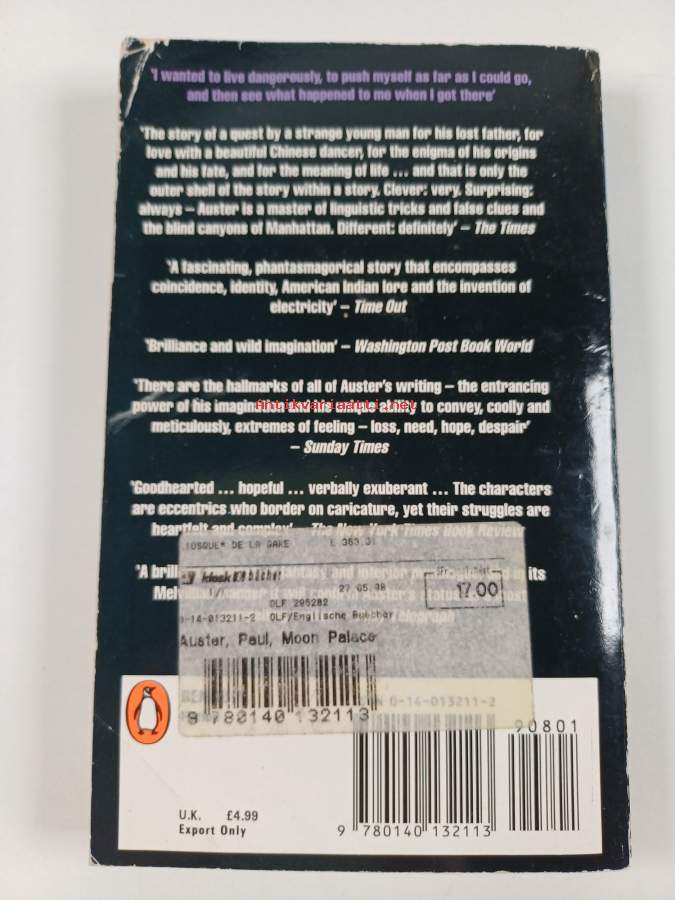 'I wanted to live dangerously, to push myself as far as I could go,
and then see what happened to me when I got there'
'The story of a quest by a strange young man for his lost father, for
love with a beautiful Chinese dancer, for the enigma of his origins
and his fate, and for the meaning of life ... and that is only the
outer shell of the story within a story. Clever: very. Surprising:
always – Auster is a master of linguistic tricks and false clues and
the blind canyons of Manhattan. Different: definitely' – The Times
'A fascinating, phantasmagorical story that encompasses
coincidence, identity, American Indian lore and the invention of
electricity' – Time Out
'Brilliance and wild imagination' – Washington Post Book World
'There are the hallmarks of all of Auster's writing – the entrancing
power of his to convey, coolly and
Antikvariaatti.net
meticulously, extremes of feeling – loss, need, hope, despair'
– Sunday Times
'Goodhearted ... hopeful ... verbally exuberant ... The characters
are eccentrics who border on caricature, yet their struggles are
heartfelt and complex' – The New York Times Book Review
'A and interior its
DE LA GARE
27.05.98
17.00
OLF 295282
-14-013211-2 OLF/Englische Buecher
Auster, Paul, Moon Palace
9 780140 132113
0-14-013211-2
90801
U.K. £4.99
Export Only
9 780140 132113